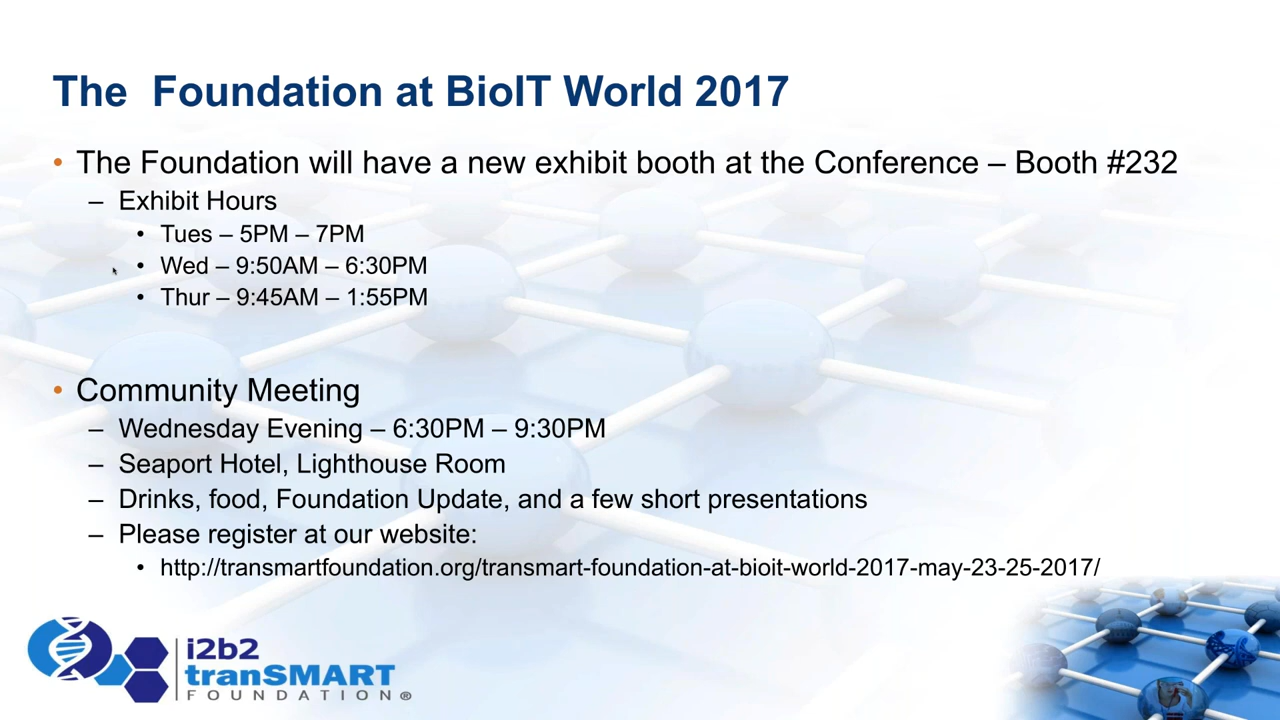 The  Foundation at BioIT World 2017
• The Foundation will have a new exhibit booth at the Conference – Booth #232
– Exhibit Hours
• Tues – 5PM – 7PM
• Wed – 9:50AM – 6:30PM
• Thur – 9:45AM – 1:55PM
• Community Meeting
– Wednesday Evening – 6:30PM – 9:30PM
– Seaport Hotel, Lighthouse Room
– Drinks, food, Foundation Update, and a few short presentations
– Please register at our website:
• http://transmartfoundation.org/transmart-foundation-at-bioit-world-2017-may-23-25-2017/
i2b2
tranSMART
FOUNDATION®